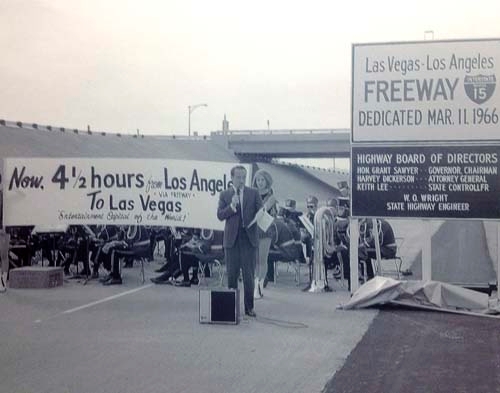 Now, 4½ hours from Los Angeles
" VIA FREEWAY "
To Las Vegas
Entertainment Capital of the World!
Las Vegas-Los Angeles
FREEWAY INTERSTATE 15
DEDICATED MAR. 11, 1966
HIGHWAY BOARD OF DIRECTORS
HON. GRANT SAWYER GOVERNOR, CHAIRMAN
HARVEY DICKERSON ATTORNEY GENERAL
KEITH LEE STATE CONTROLLER
W. O. WRIGHT
STATE HIGHWAY ENGINEER